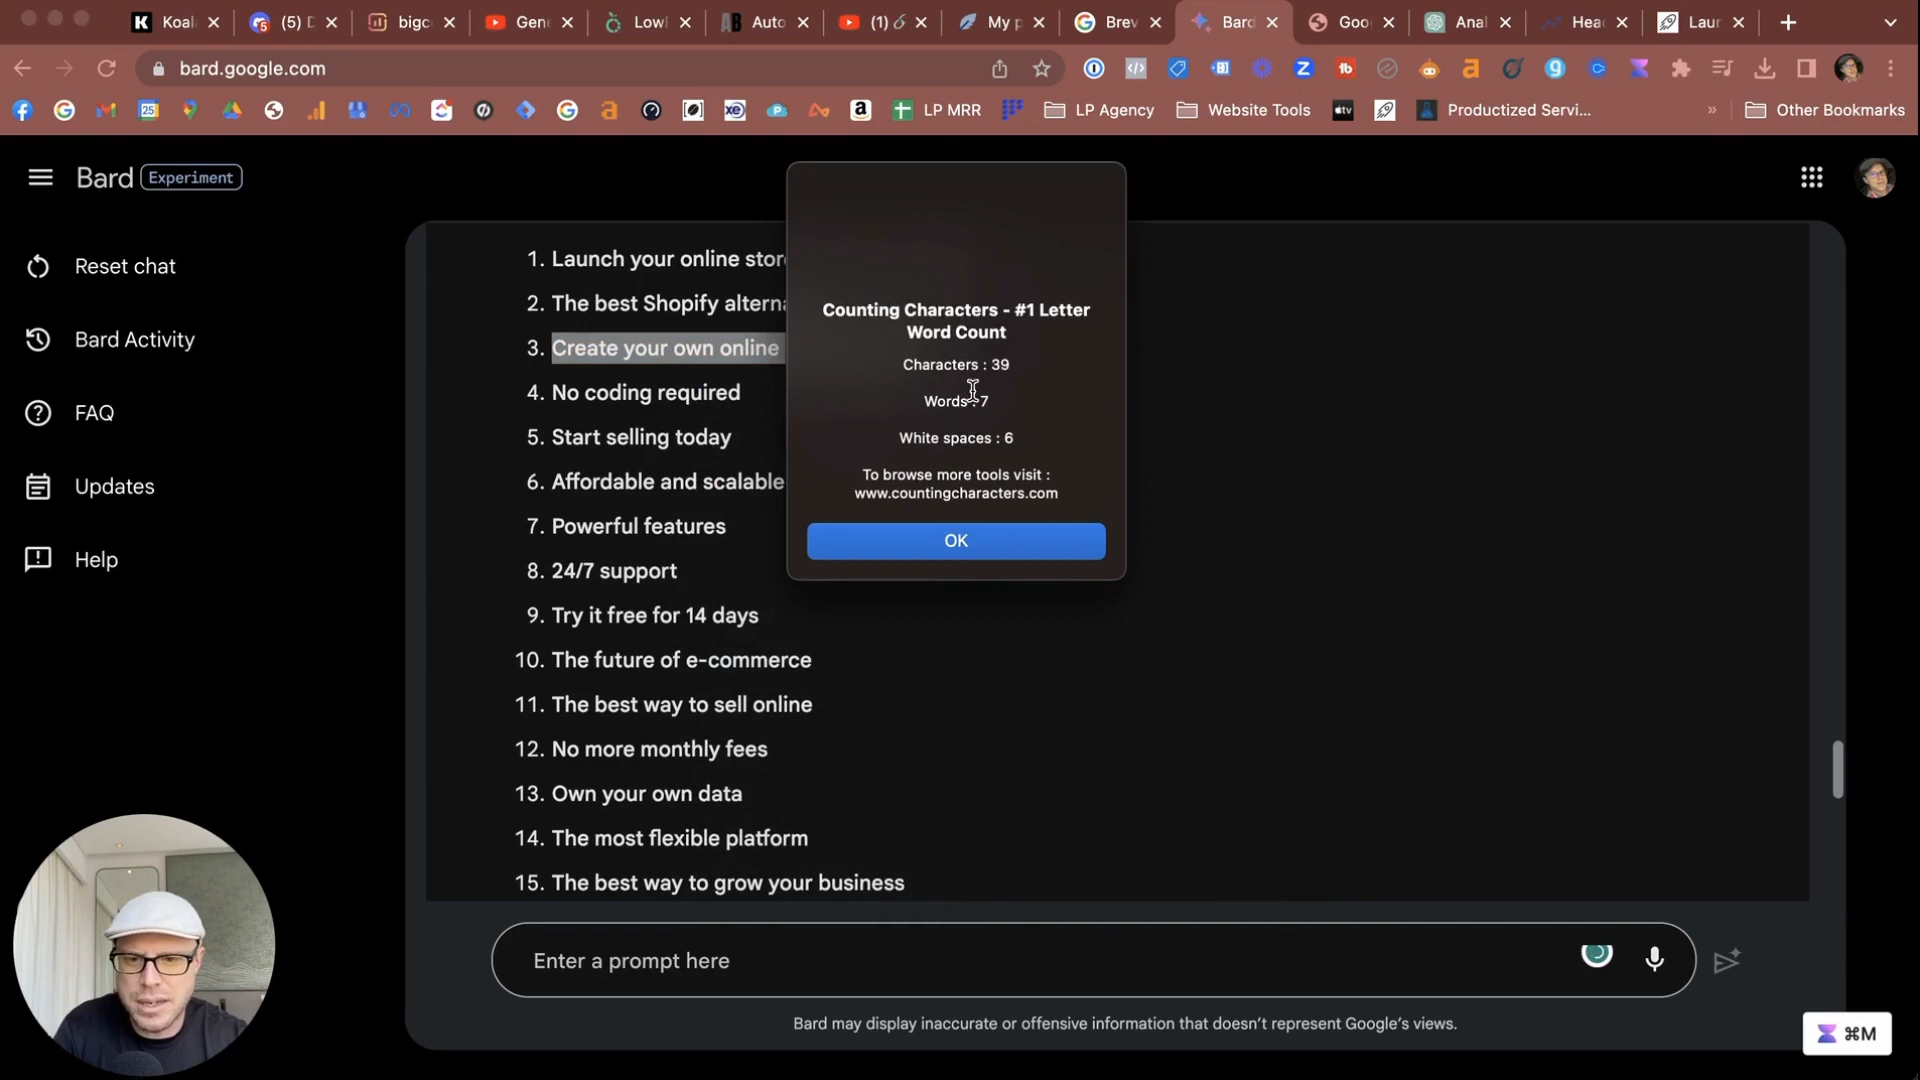 Koal
(5) D
bigc
Gene
Lowl
Auto
(1) 6
My p
Brev
Bard
Goo
Anal
Hea
Laur
bard.google.com
LP MRR
LP Agency
Website Tools
tv
Productized Servi...
»
Other Bookmarks
Bard
Experiment
Reset chat
Bard Activity
FAQ
Updates
Help
1. Launch your online store
2. The best Shopify alterna
3. Create your own online
4. No coding required
5. Start selling today
6. Affordable and scalable
7. Powerful features
8. 24/7 support
9. Try it free for 14 days
10. The future of e-commerce
11. The best way to sell online
12. No more monthly fees
13. Own your own data
14. The most flexible platform
15. The best way to grow your business
Counting Characters - #1 Letter
Word Count
Characters : 39
Words : 7
White spaces : 6
To browse more tools visit :
www.countingcharacters.com
OK
Enter a prompt here
Bard may display inaccurate or offensive information that doesn't represent Google's views.
⌘M